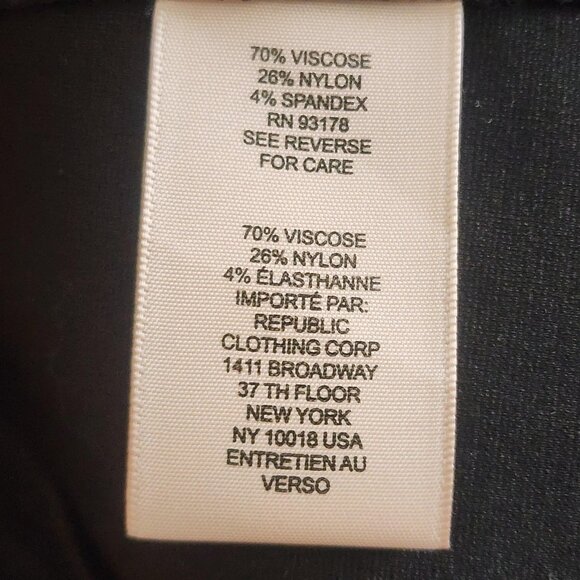 70% VISCOSE
26% NYLON
4% SPANDEX
RN 93178
SEE REVERSE
FOR CARE
70% VISCOSE
26% NYLON
4% ÉLASTHANNE
IMPORTÉ PAR:
REPUBLIC
CLOTHING CORP
1411 BROADWAY
37 TH FLOOR
NEW YORK
NY 10018 USA
ENTRETIEN AU
VERSO